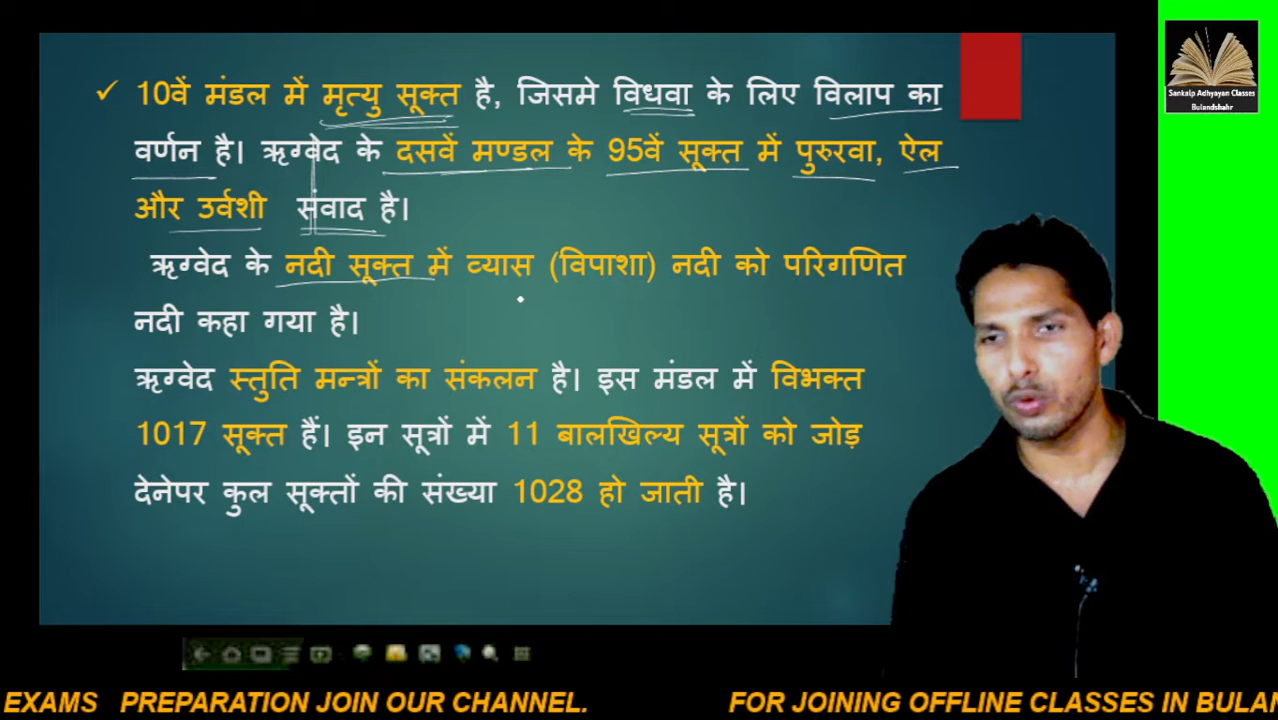 10वें मंडल में मृत्यु सूक्त है, जिसमे विधवा के लिए विलाप का
वर्णन है। ऋग्वेद के दसवें मण्डल के 95वें सूक्त में पुरुरवा, ऐल
और उर्वशी संवाद है।
ऋग्वेद के नदी सूक्त में व्यास (विपाशा) नदी को परिगणित
नदी कहा गया है।
ऋग्वेद स्तुति मन्त्रों का संकलन है। इस मंडल में विभक्त
1017 सूक्त हैं। इन सूत्रों में 11 बालखिल्य सूत्रों को जोड़
देनेपर कुल सूक्तों की संख्या 1028 हो जाती है।
Sankalp Adhyayan Classes
Bulandshahr
EXAMS PREPARATION JOIN OUR CHANNEL. FOR JOINING OFFLINE CLASSES IN BULAN